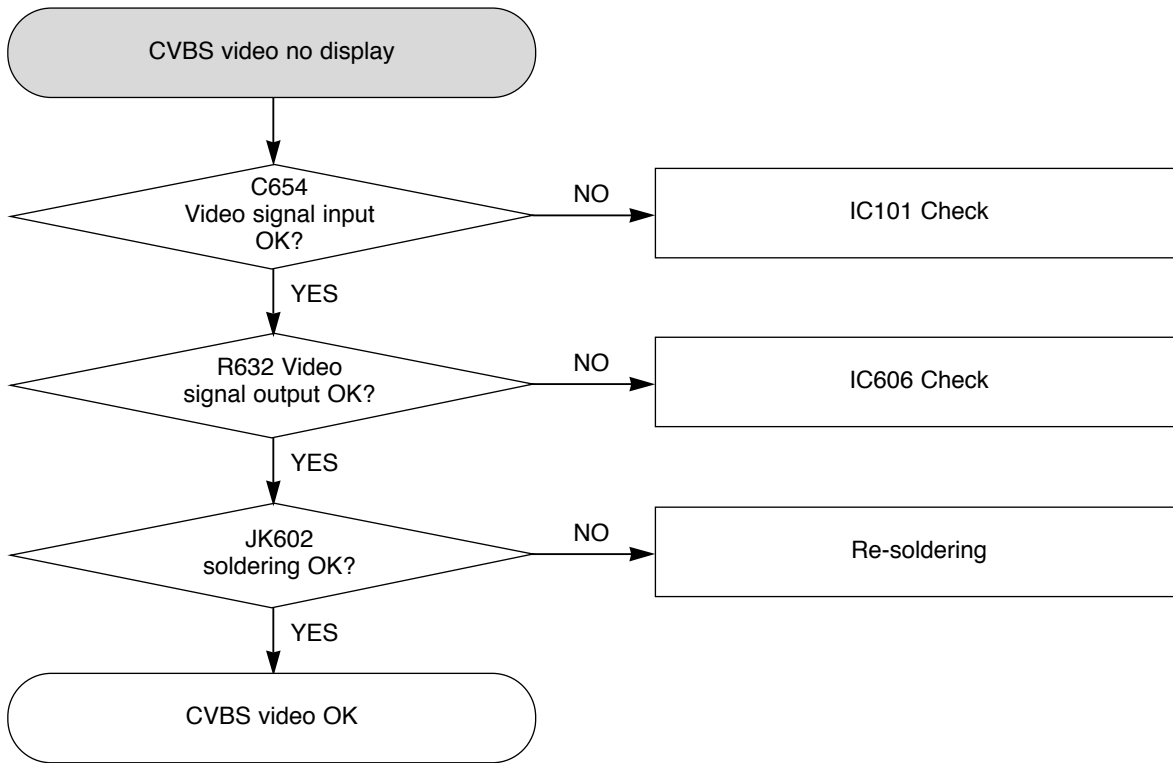 CVBS video no display
C654
Video signal input
OK?
NO
IC101 Check
YES
R632 Video
signal output OK?
NO
IC606 Check
YES
JK602
soldering OK?
NO
Re-soldering
YES
CVBS video OK